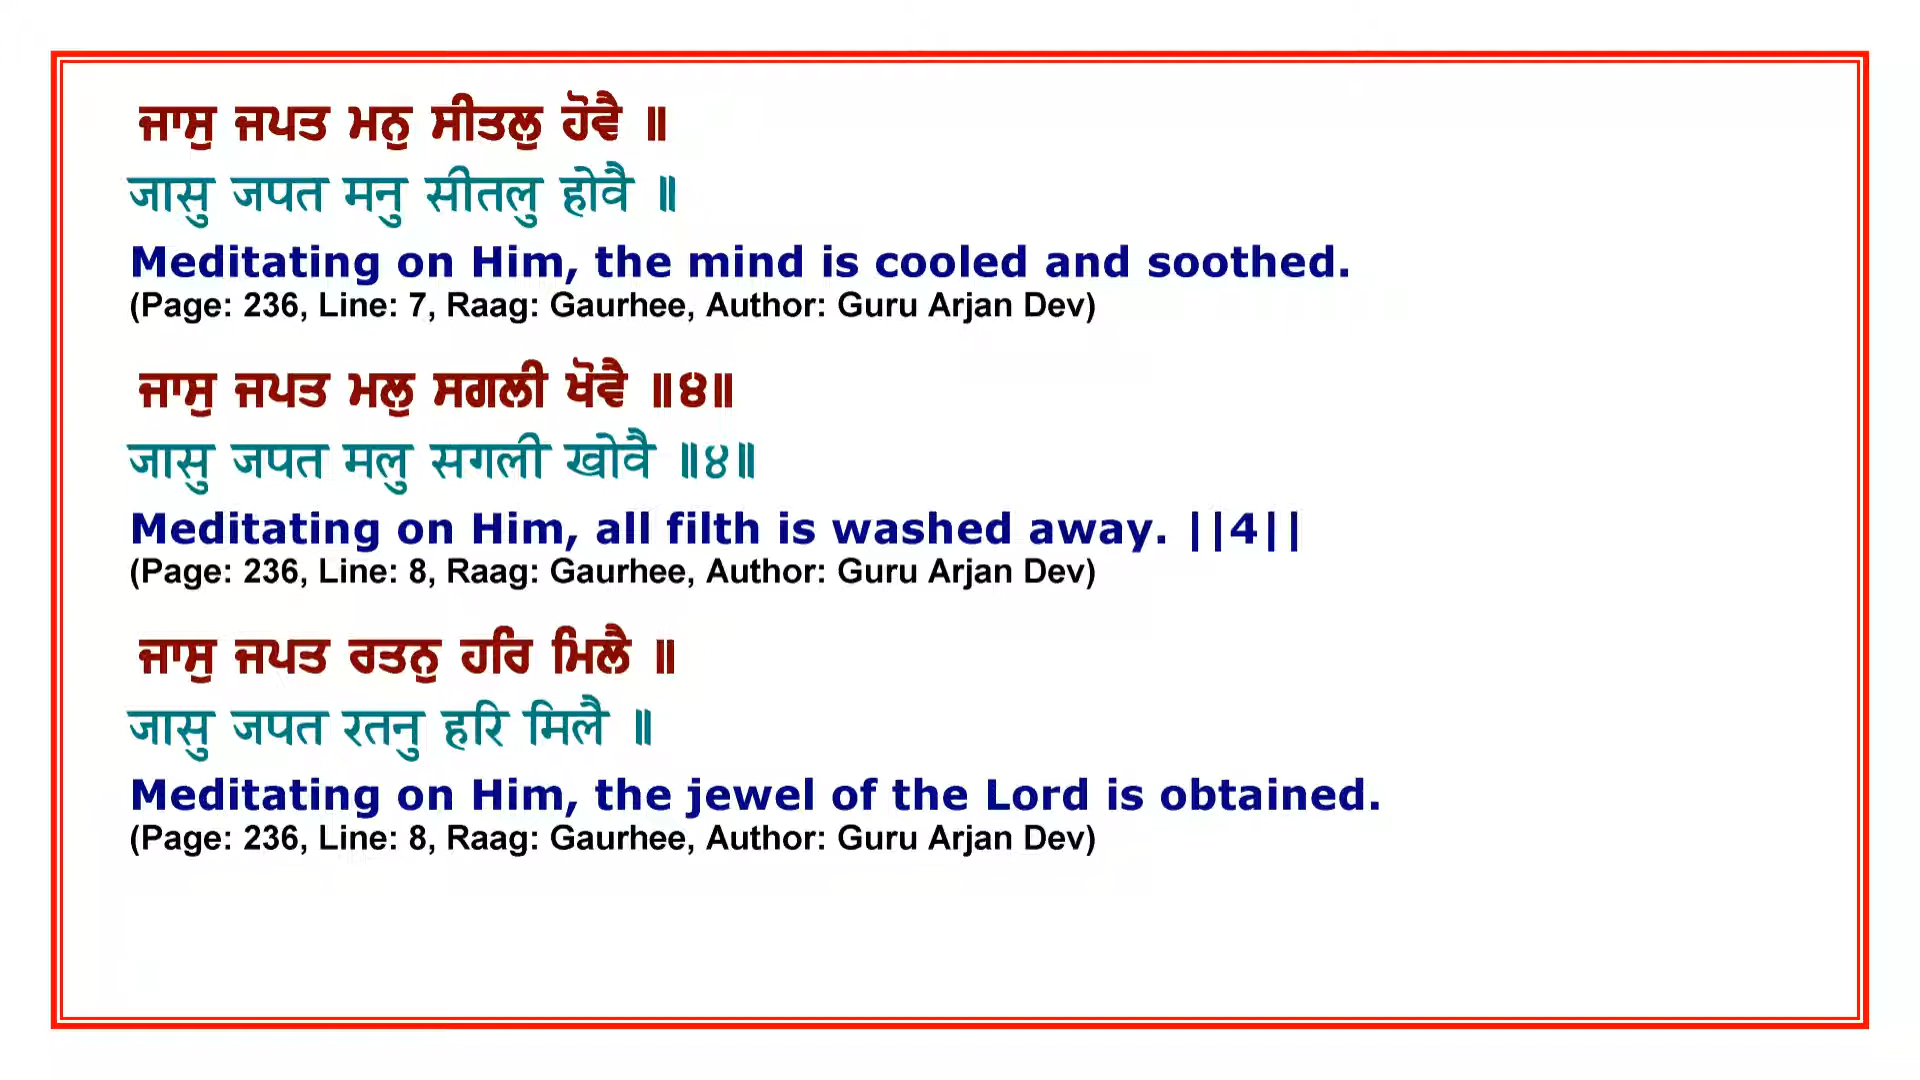 ਜਾਸੁ ਜਪਤ ਮਨੁ ਸੀਤਲੁ ਹੋਵੈ ॥
जासु जपत मनु सीतलु होवै ॥
Meditating on Him, the mind is cooled and soothed.
(Page: 236, Line: 7, Raag: Gaurhee, Author: Guru Arjan Dev)
ਜਾਸੁ ਜਪਤ ਮਲੁ ਸਗਲੀ ਖੋਵੈ ॥੪॥
जासु जपत मलु सगली खोवै ॥४॥
Meditating on Him, all filth is washed away. ||4||
(Page: 236, Line: 8, Raag: Gaurhee, Author: Guru Arjan Dev)
ਜਾਸੁ ਜਪਤ ਰਤਨੁ ਹਰਿ ਮਿਲੈ ॥
जासु जपत रतनु हरि मिलै ॥
Meditating on Him, the jewel of the Lord is obtained.
(Page: 236, Line: 8, Raag: Gaurhee, Author: Guru Arjan Dev)